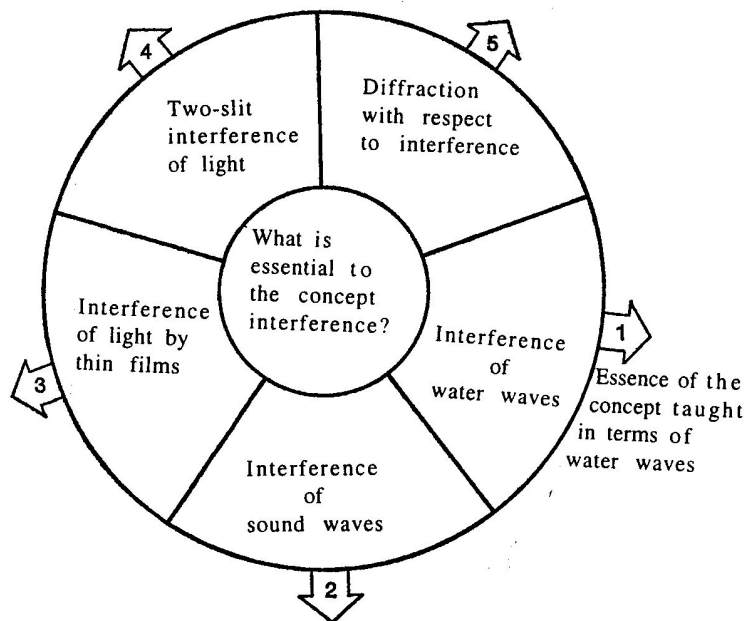 4
5
Two-slit
interference
of light
Diffraction
with respect
to interference
What is
essential to
the concept
interference?
Interference
of light by
thin films
3
Interference
of
water waves
1
Essence of the
concept taught
in terms of
water waves
Interference
of
sound waves
2